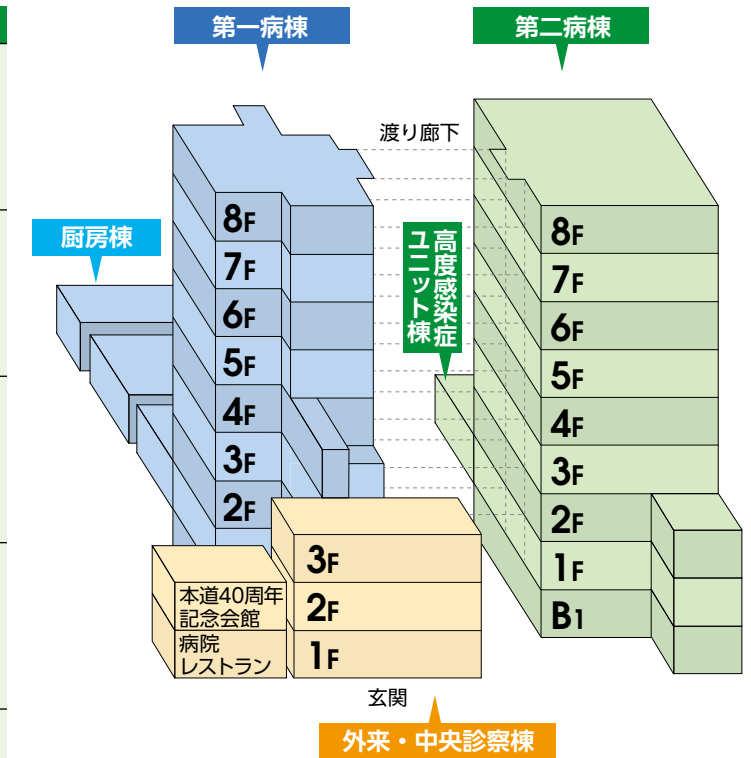 第一病棟
第二病棟
渡り廊下
厨房棟
高度感染症
ユニット棟
8F
7F
6F
5F
4F
3F
2F
8F
7F
6F
5F
4F
3F
2F
1F
B1
3F
2F
1F
本道40周年
記念会館
病院
レストラン
玄関
外来・中央診察棟